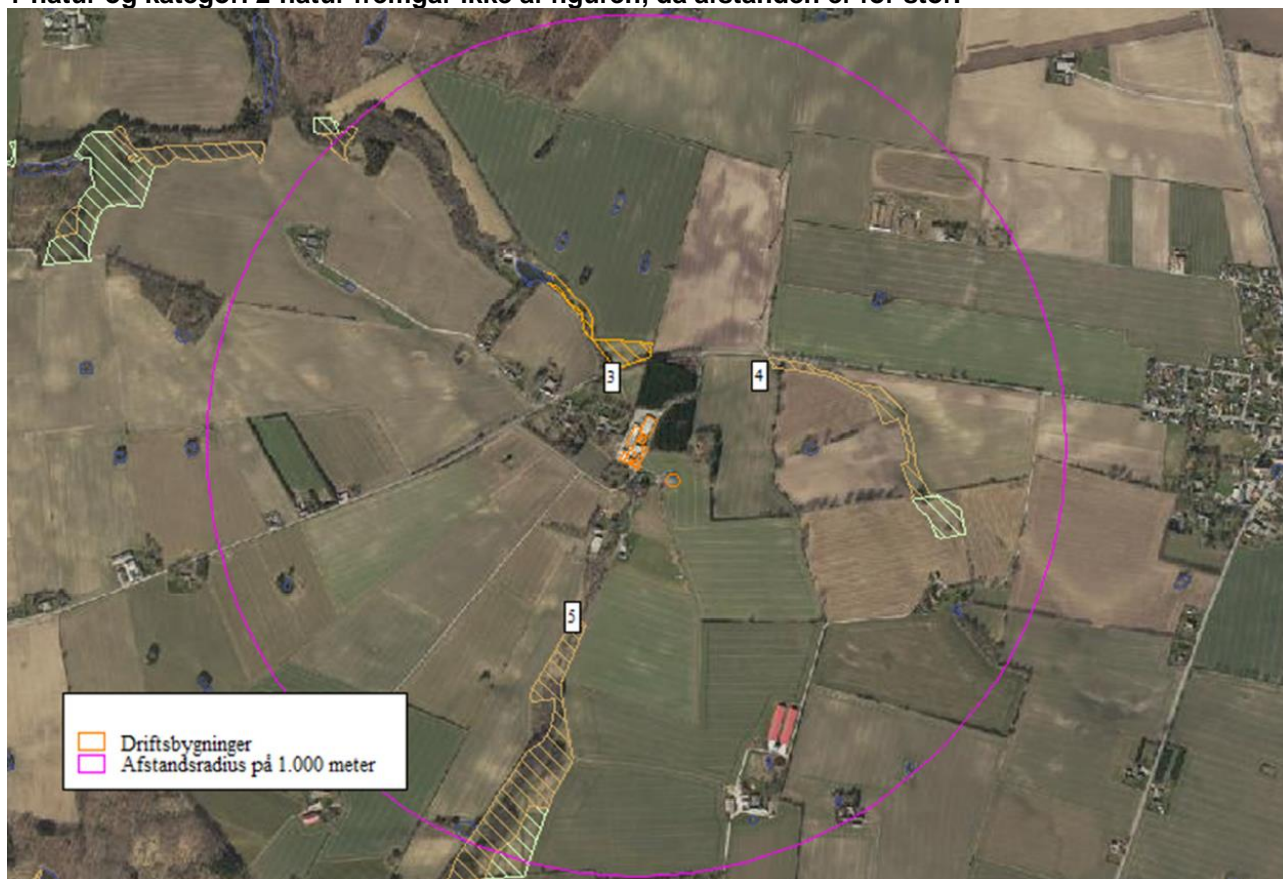 1-natur og kategori 2-natur fremgår ikke af figuren, da afstanden er for stor.
3
4
5
Driftsbygninger
Afstandsradius på 1.000 meter